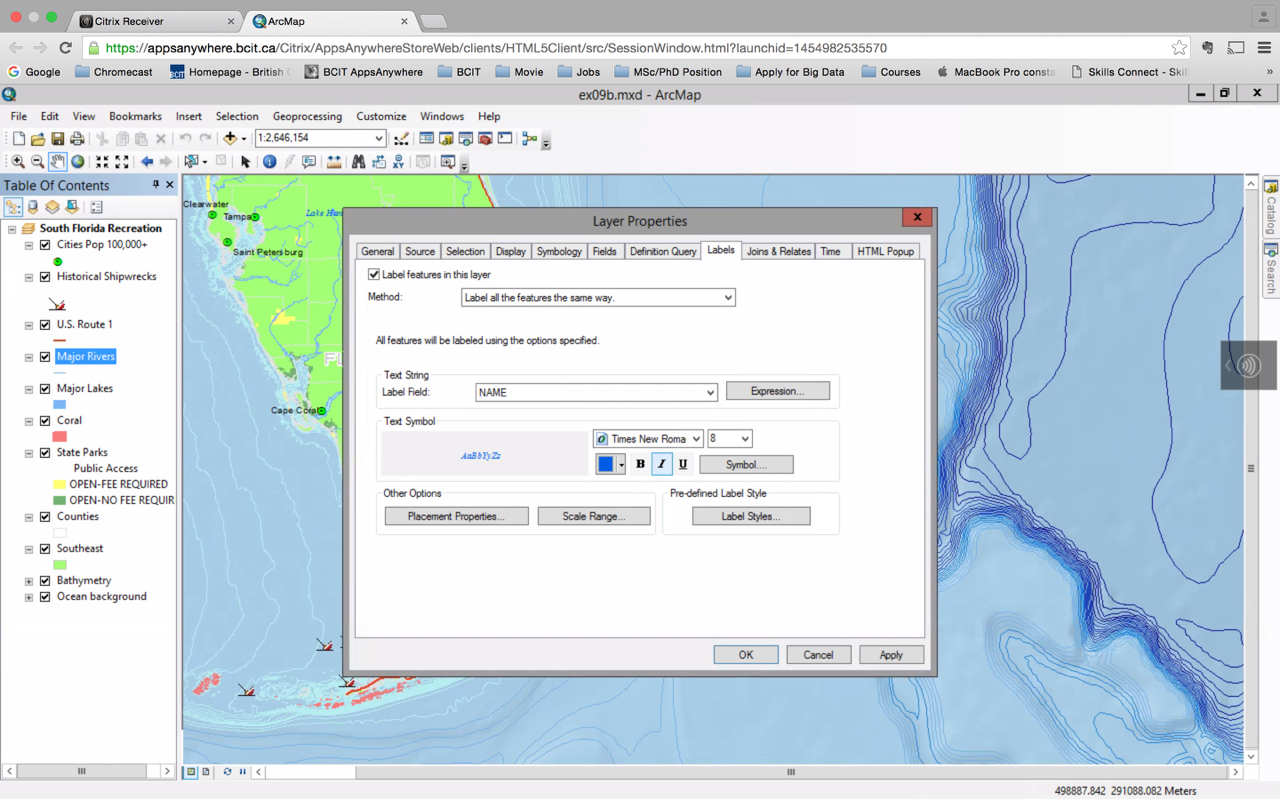 Citrix Receiver
ArcMap
https://appsanywhere.bcit.ca/Citrix/AppsAnywhereStoreWeb/clients/HTML5Client/src/SessionWindow.html?launchid=1454982535570
Google Chromecast Homepage - British BCIT AppsAnywhere BCIT Movie Jobs MSc/PhD Position Apply for Big Data Courses MacBook Pro consta Skills Connect - Skil »
ex09b.mxd - ArcMap
File Edit View Bookmarks Insert Selection Geoprocessing Customize Windows Help
1:2,646,154
Table Of Contents
South Florida Recreation
Cities Pop 100,000+
Historical Shipwrecks
U.S. Route 1
Major Rivers
Major Lakes
Coral
State Parks
Public Access
OPEN-FEE REQUIRED
OPEN-NO FEE REQUIR
Counties
Southeast
Bathymetry
Ocean background
Clearwater
Tampa
Lake Han
Saint Petersburg
Cape Coral
FL
Layer Properties
General Source Selection Display Symbology Fields Definition Query Labels Joins & Relates Time HTML Popup
Label features in this layer
Method: Label all the features the same way.
All features will be labeled using the options specified.
Text String
Label Field: NAME Expression...
Text Symbol
AaBbYyZz
Times New Roma 8
B I U Symbol...
Other Options
Placement Properties... Scale Range...
Pre-defined Label Style
Label Styles...
OK Cancel Apply
Catalog
Search
498887.842 291088.082 Meters